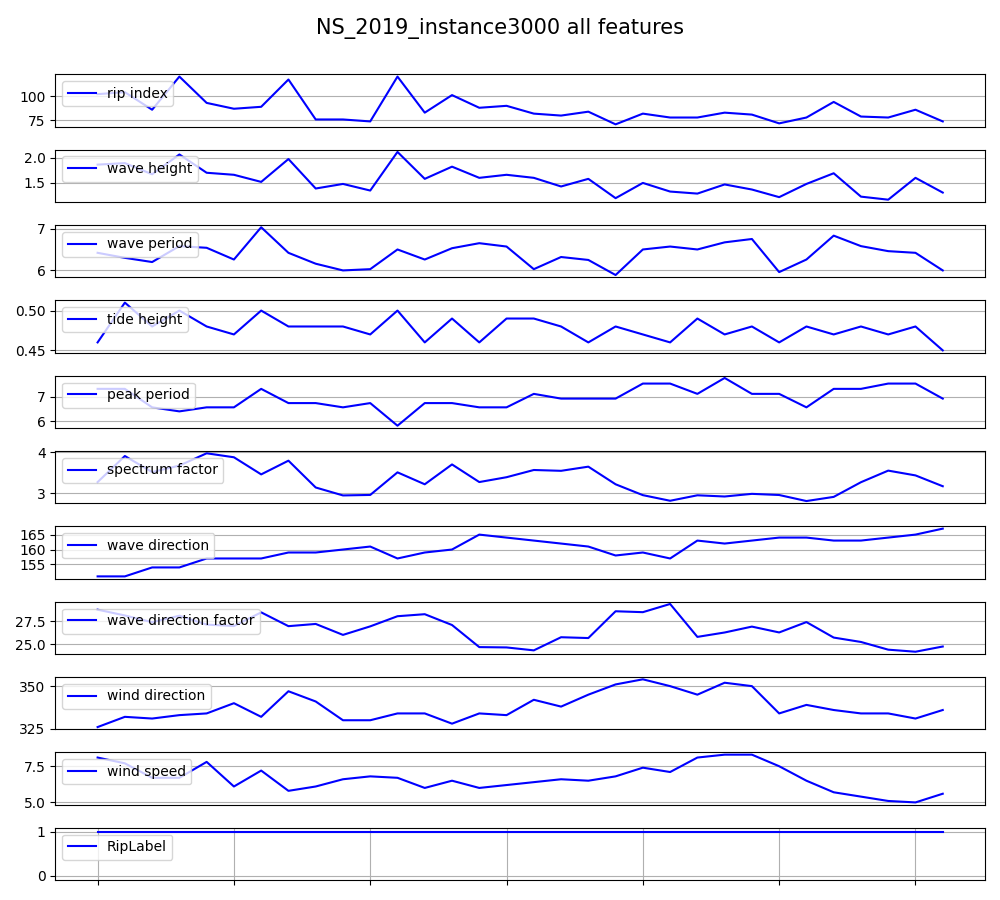 NS_2019_instance3000 all features
100
75
rip index
2.0
1.5
wave height
7
6
wave period
0.50
0.45
tide height
7
6
peak period
4
3
spectrum factor
165
160
155
wave direction
27.5
25.0
wave direction factor
350
325
wind direction
7.5
5.0
wind speed
1
0
RipLabel